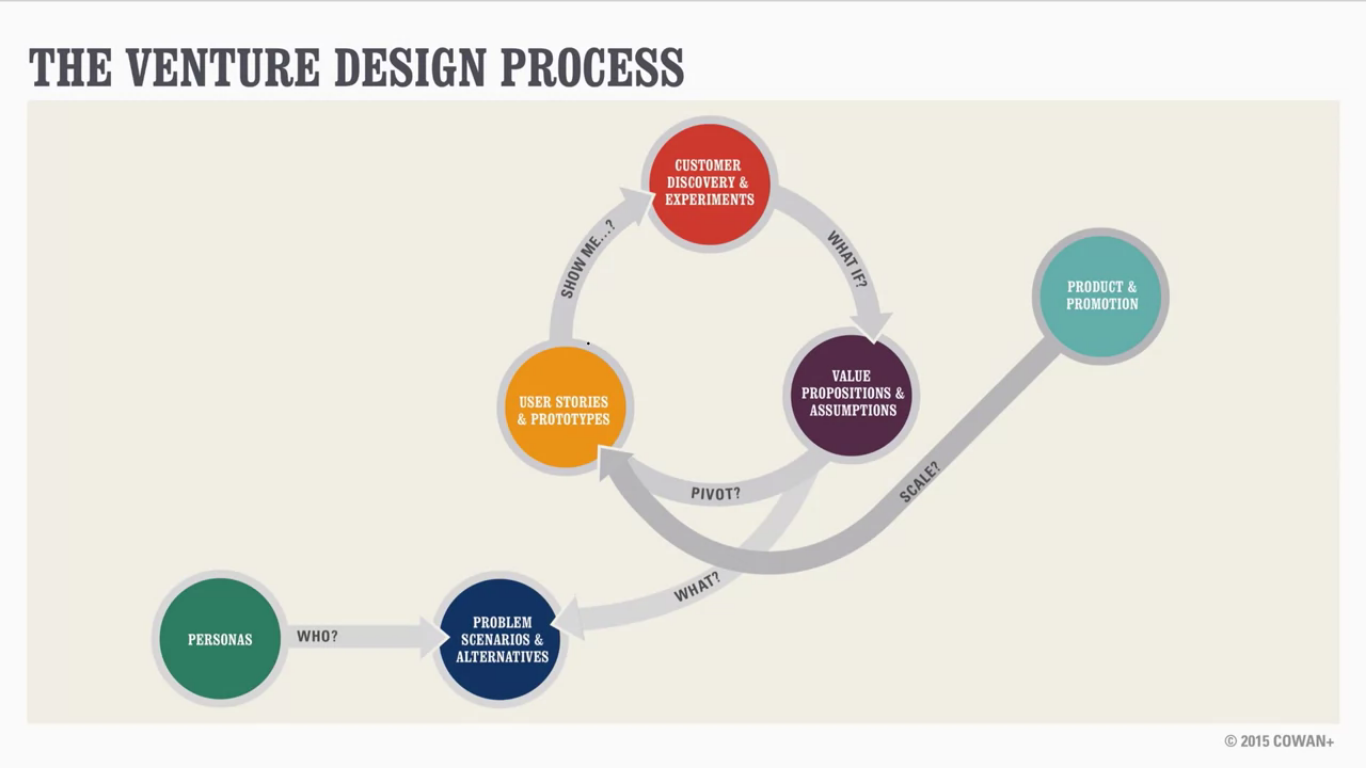 THE VENTURE DESIGN PROCESS
CUSTOMER
DISCOVERY &
EXPERIMENTS
SHOW ME...?
WHAT IF?
PRODUCT &
PROMOTION
USER STORIES
& PROTOTYPES
VALUE
PROPOSITIONS &
ASSUMPTIONS
PIVOT?
SCALE?
WHAT?
PERSONAS
WHO?
PROBLEM
SCENARIOS &
ALTERNATIVES
© 2015 COWAN+